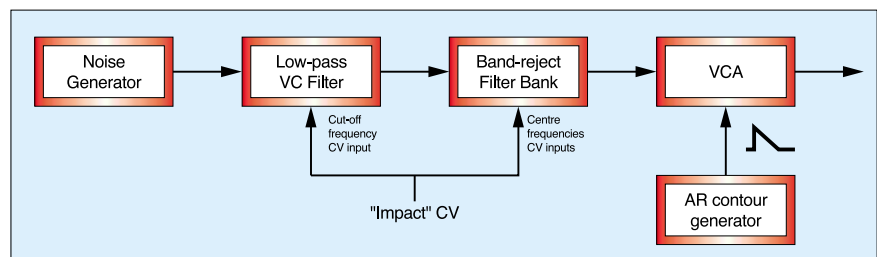 Noise
Generator
Low-pass
VC Filter
Band-reject
Filter Bank
VCA
Cut-off
frequency
CV input
Centre
frequencies
CV inputs
"Impact" CV
AR contour
generator